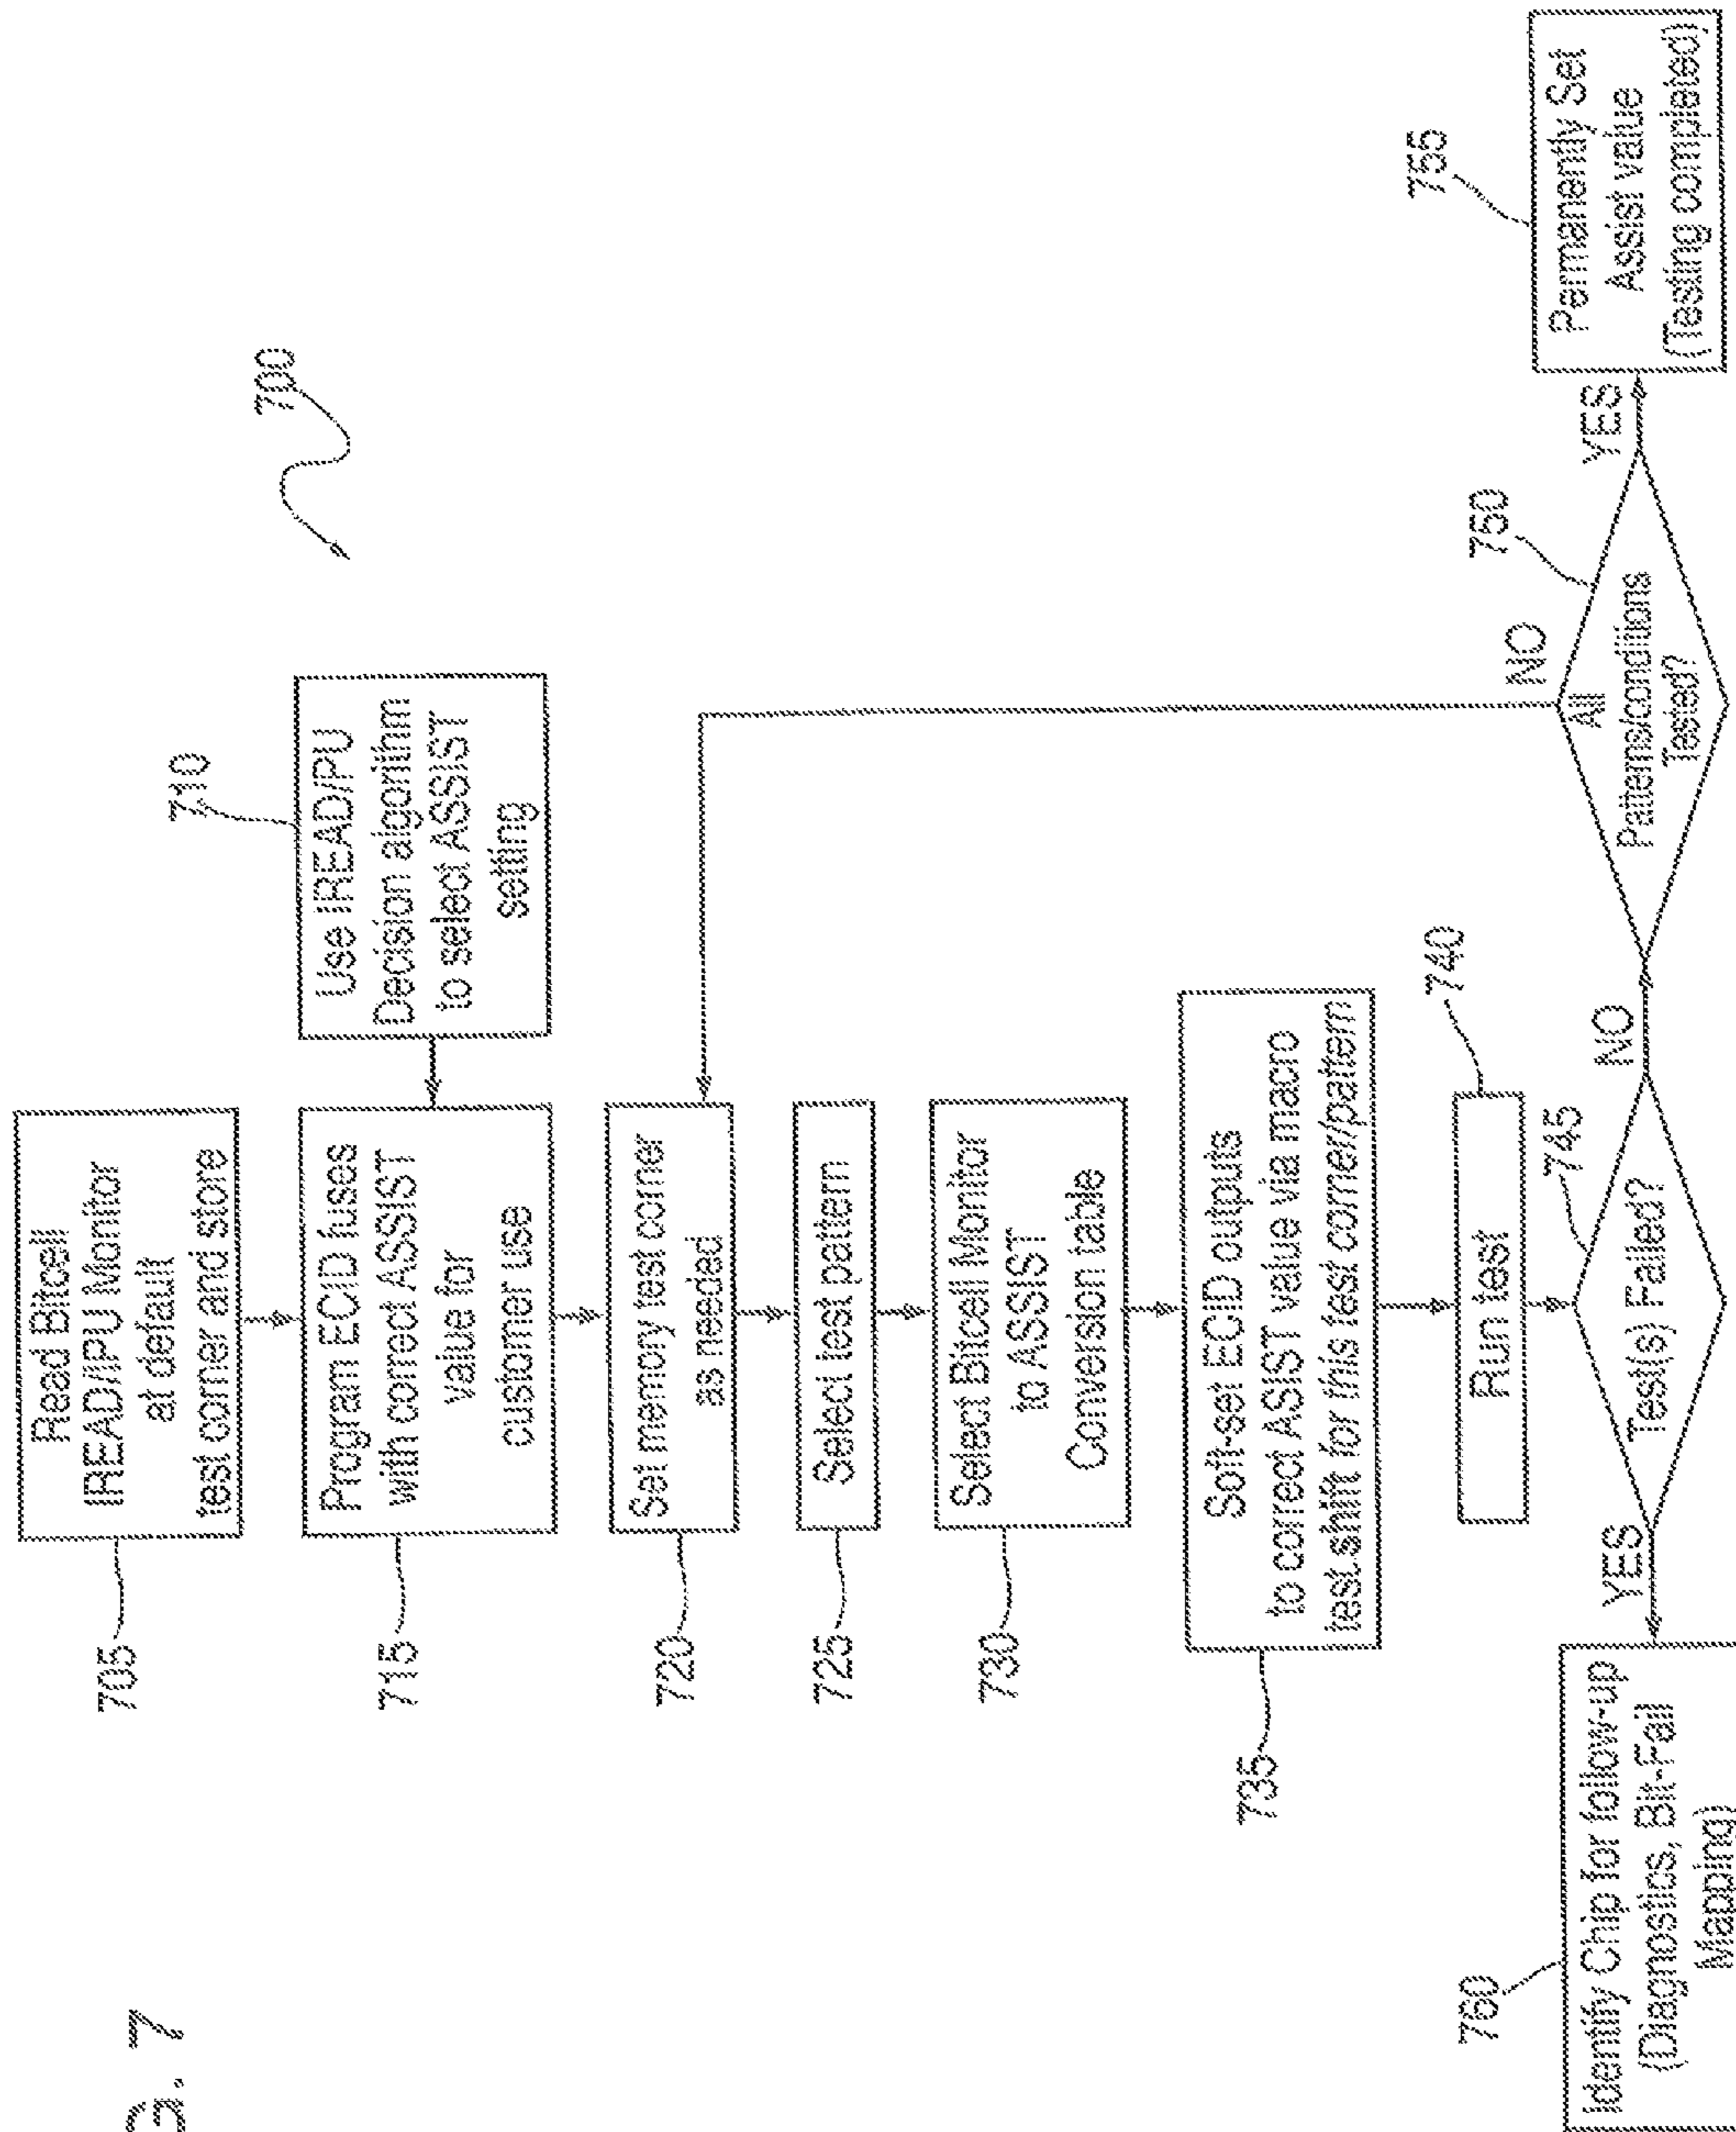 G. 7
700
705
Read Bitcell
IREAD/IPU Monitor
at default
test corner and store
710
Use IREAD/PU
Decision algorithm
to select ASSIST
setting
715
Program ECID fuses
with correct ASSIST
value for
customer use
720
Set memory test corner
as needed
725
Select test pattern
730
Select Bitcell Monitor
to ASSIST
Conversion table
735
Soft-set ECID outputs
to correct ASIST value via macro
test shift for this test corner/pattern
740
Run test
745
Test(s) Failed?
YES
NO
760
Identify Chip for follow-up
(Diagnostics, Bit-Fail
Mapping)
750
All
Patterns/conditions
Tested?
NO
YES
755
Permanently Set
Assist value
(Testing completed)